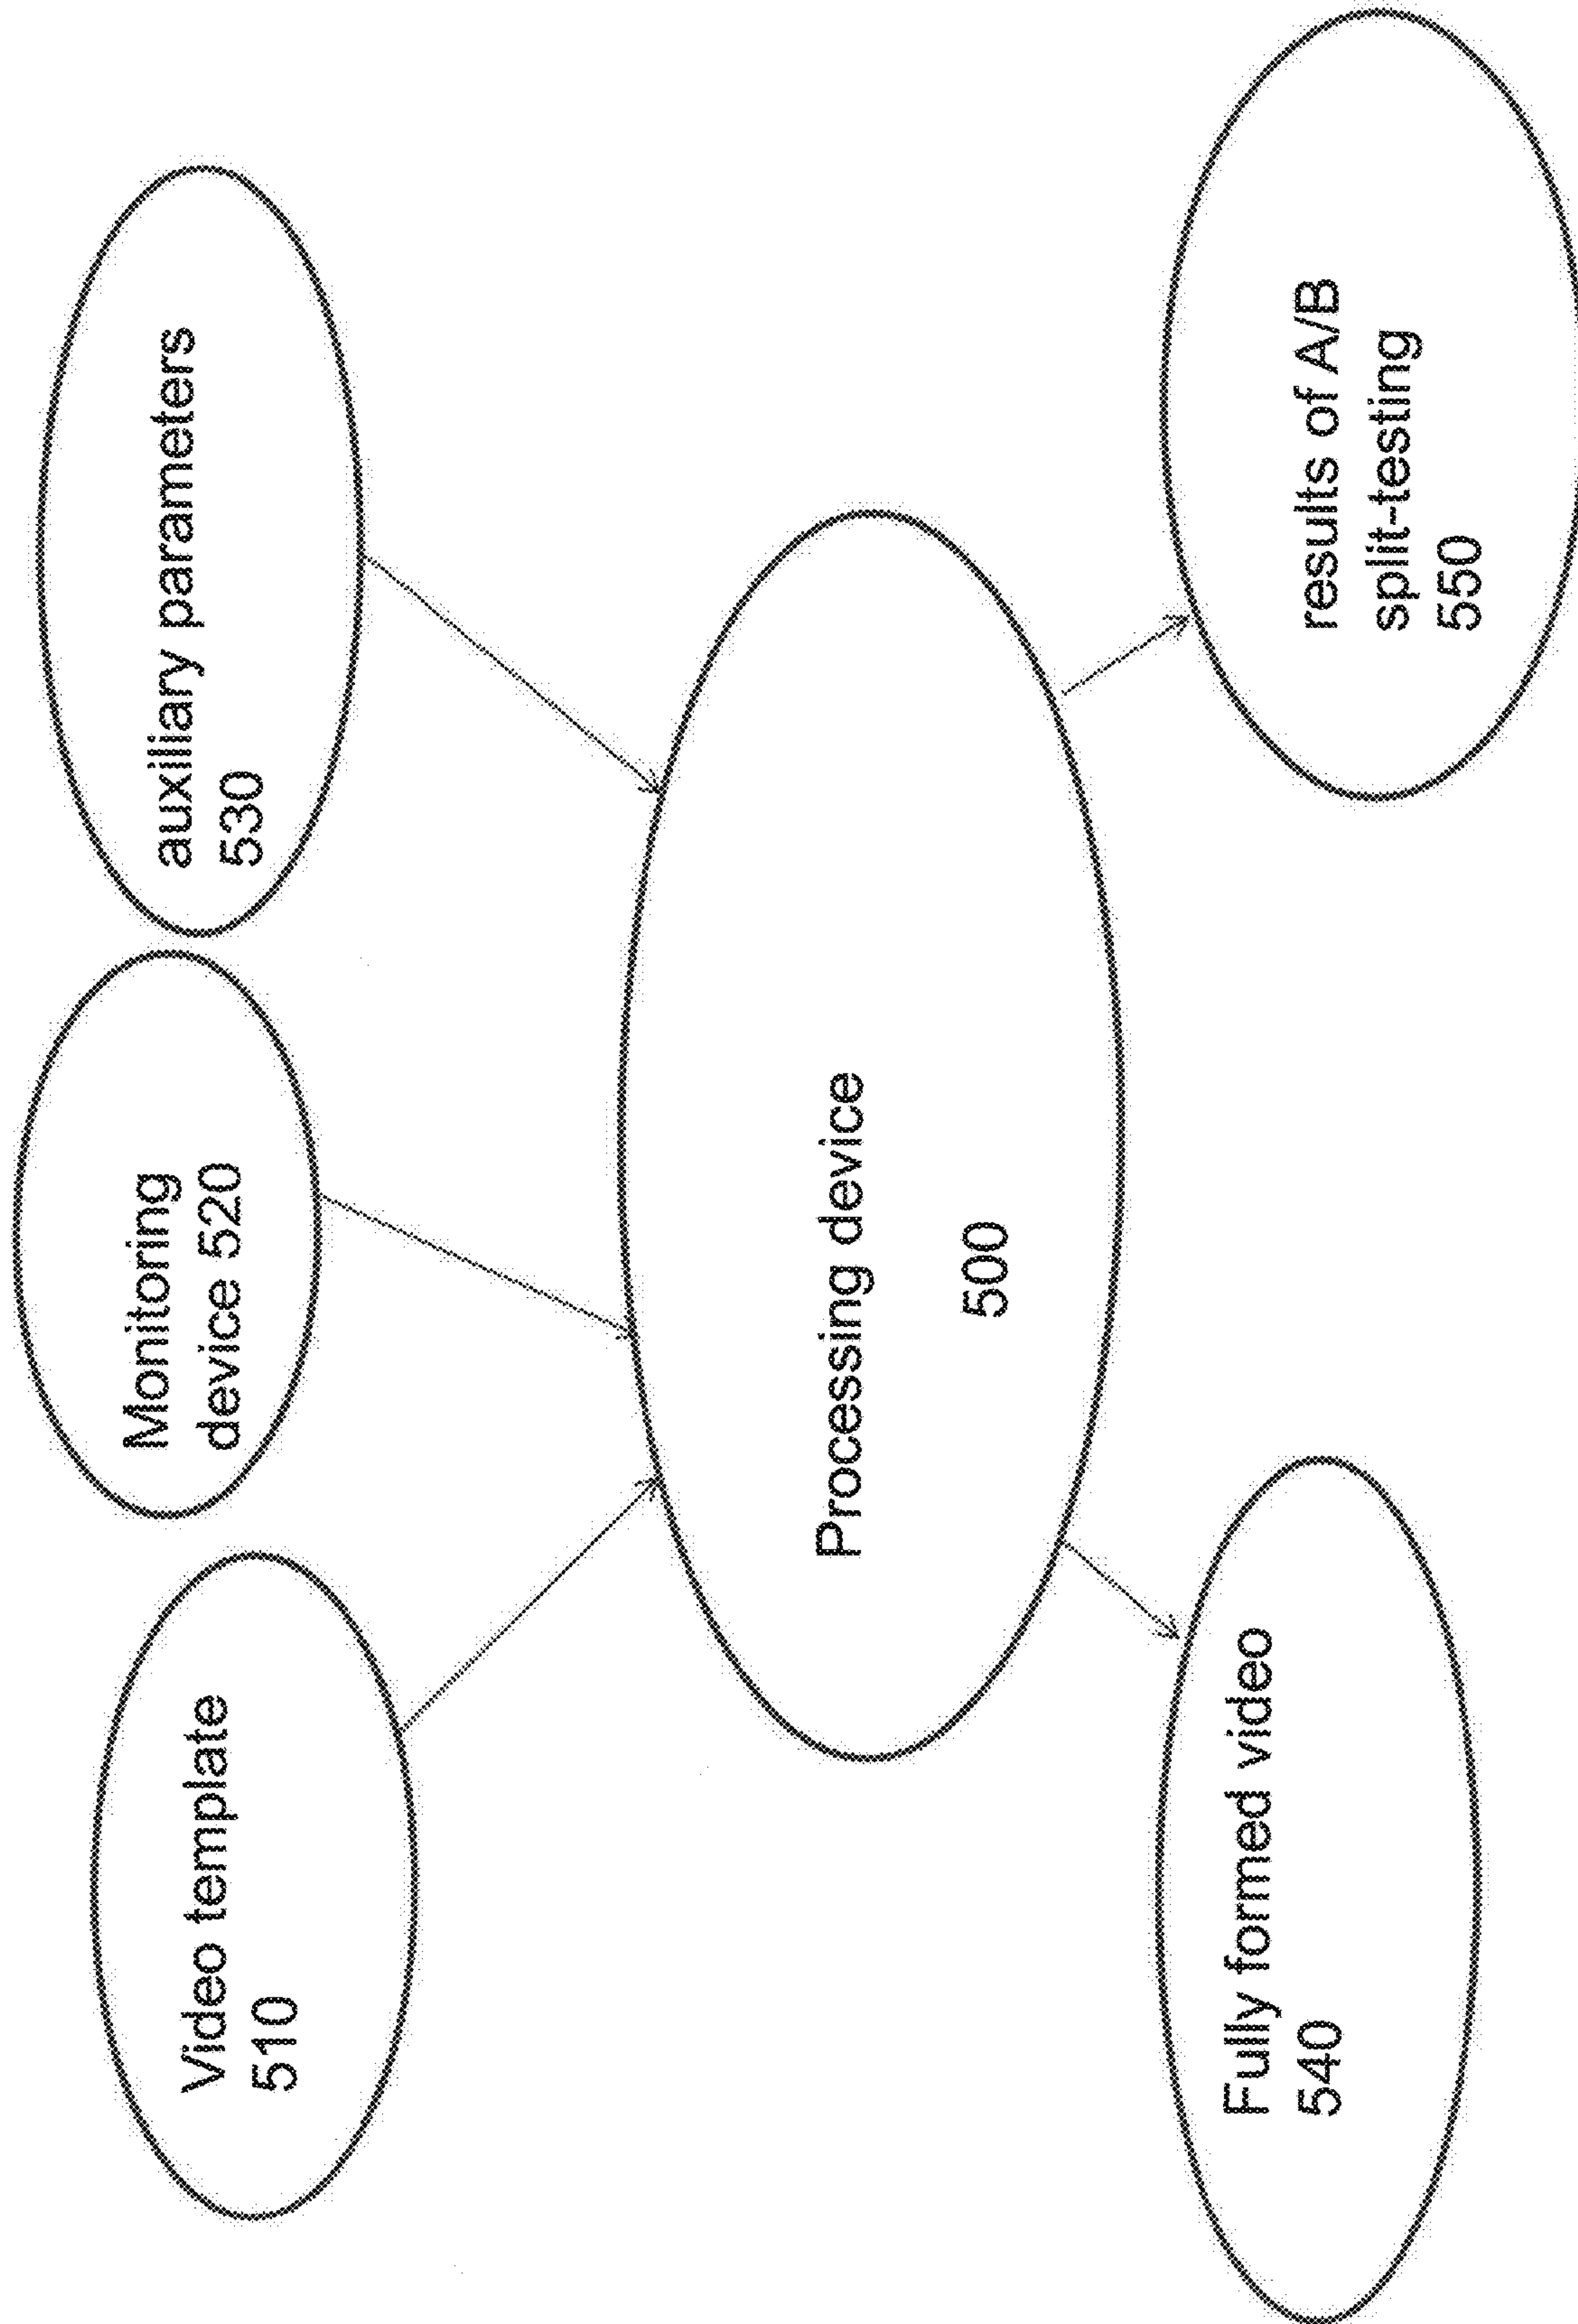 Video template
510
Monitoring
device 520
auxiliary parameters
530
Processing device
500
Fully formed video
540
results of A/B
split-testing
550